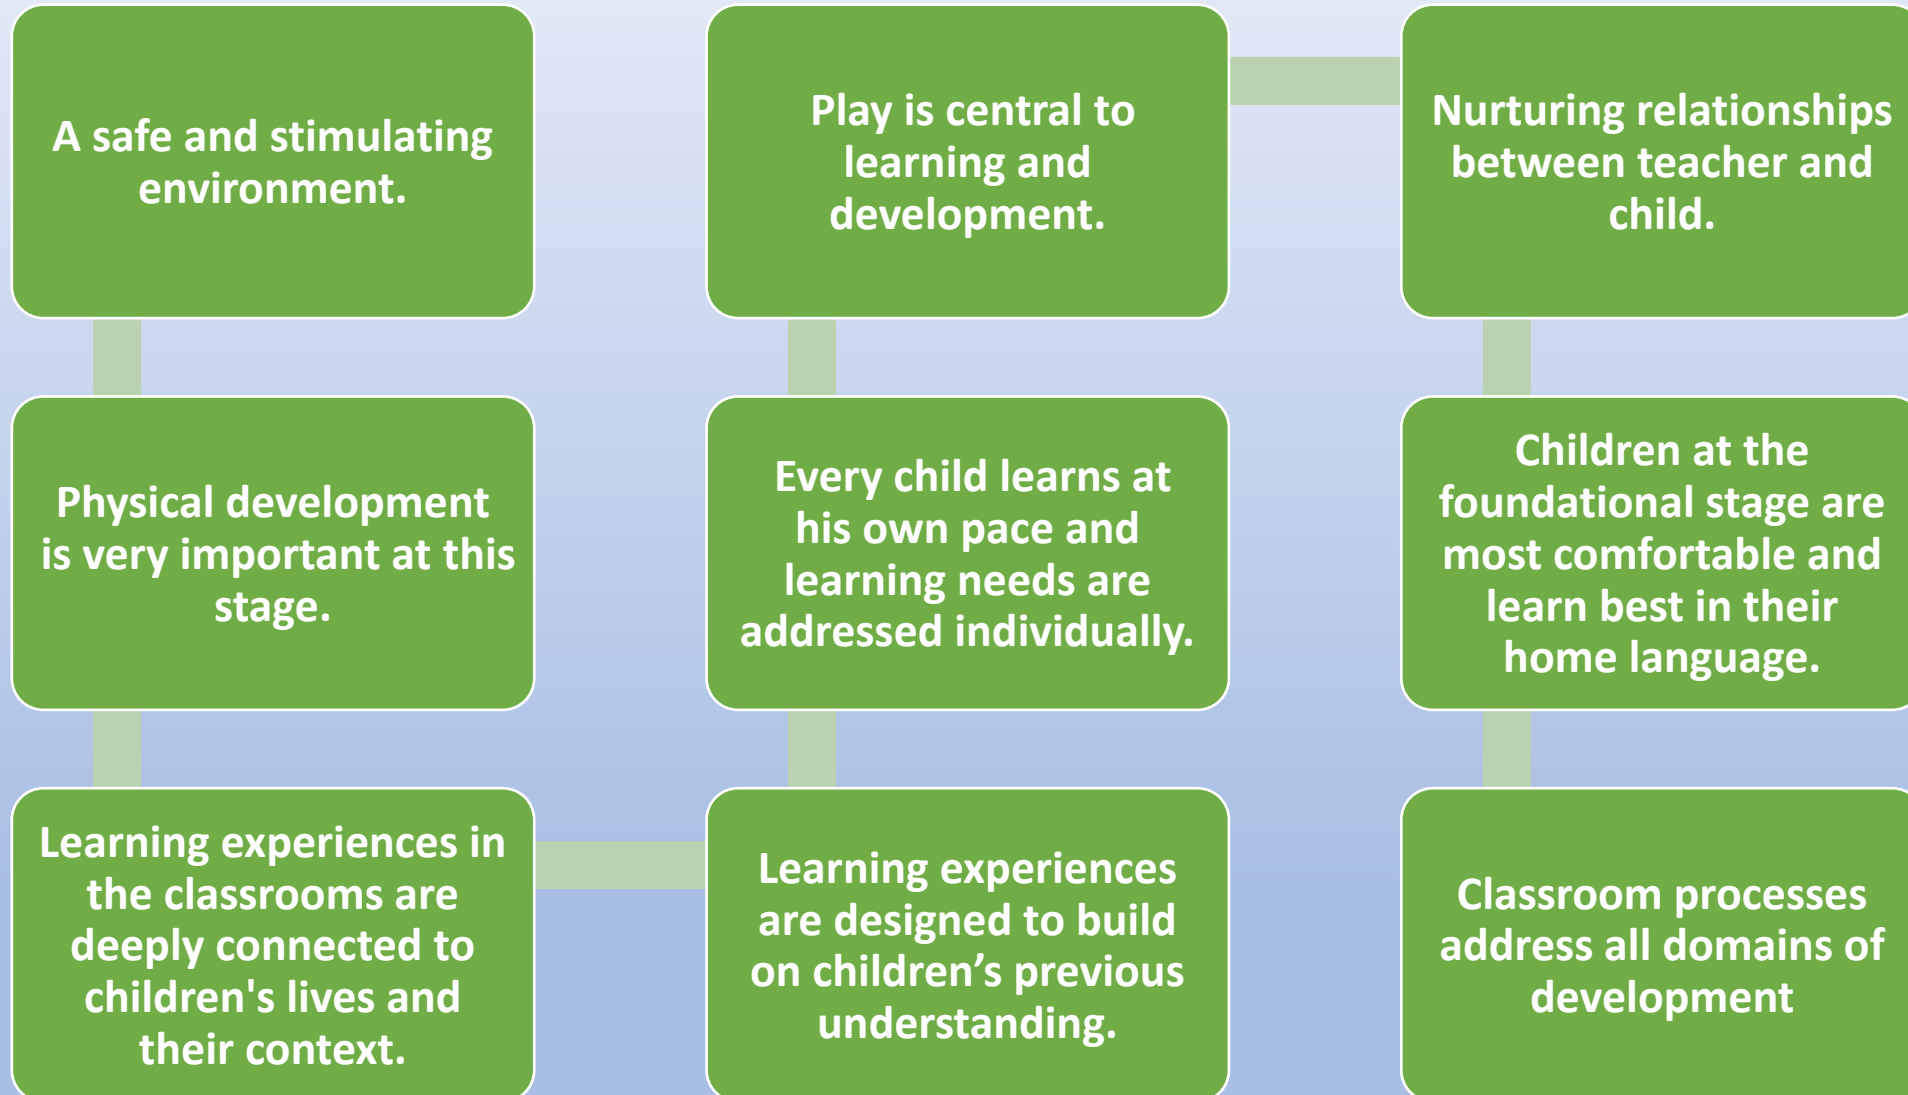 A safe and stimulating
environment.
Physical development
is very important at this
stage.
Learning experiences in
the classrooms are
deeply connected to
children's lives and
their context.
Learning experiences
are designed to build
on children’s previous
understanding.
Every child learns at
his own pace and
learning needs are
addressed individually.
Play is central to
learning and
development.
Nurturing relationships
between teacher and
child.
Children at the
foundational stage are
most comfortable and
learn best in their
home language.
Classroom processes
address all domains of
development